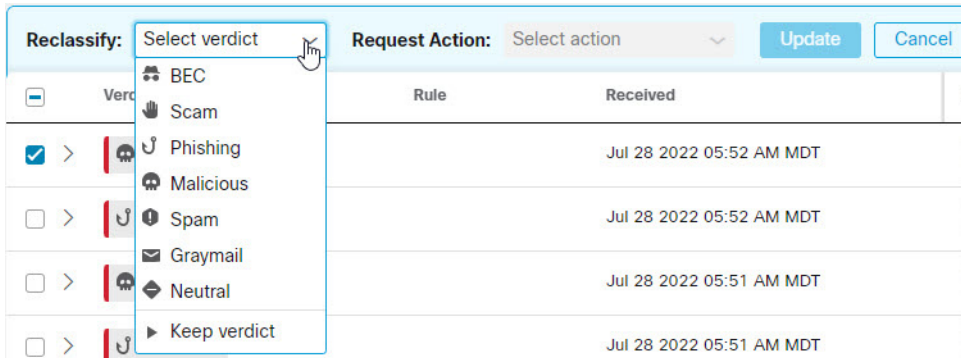 Reclassify: Select verdict Request Action: Select action Update Cancel
Rule Received
BEC
Scam
Phishing Jul 28 2022 05:52 AM MDT
Malicious
Spam Jul 28 2022 05:52 AM MDT
Graymail
Neutral Jul 28 2022 05:51 AM MDT
Keep verdict
Jul 28 2022 05:51 AM MDT